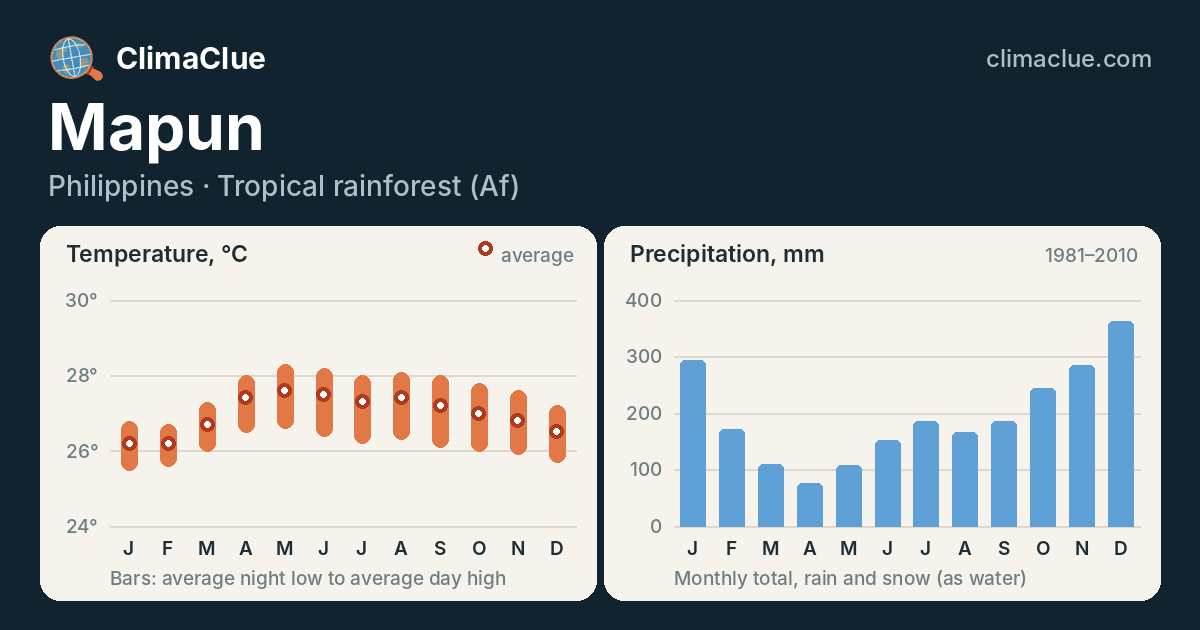 ClimaClue
climaclue.com
Mapun
Philippines · Tropical rainforest (Af)
Temperature, °C
average
30°
28°
26°
24°
J F M A M J J A S O N D
Bars: average night low to average day high
Precipitation, mm
1981–2010
400
300
200
100
0
J F M A M J J A S O N D
Monthly total, rain and snow (as water)